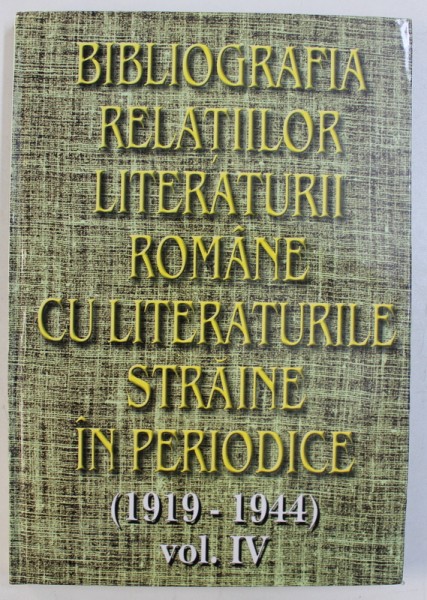 BIBLIOGRAFIA
RELAȚIILOR
LITERATURII
ROMÂNE
CU LITERATURILE
STRĂINE
ÎN PERIODICE
(1919 - 1944)
vol. IV